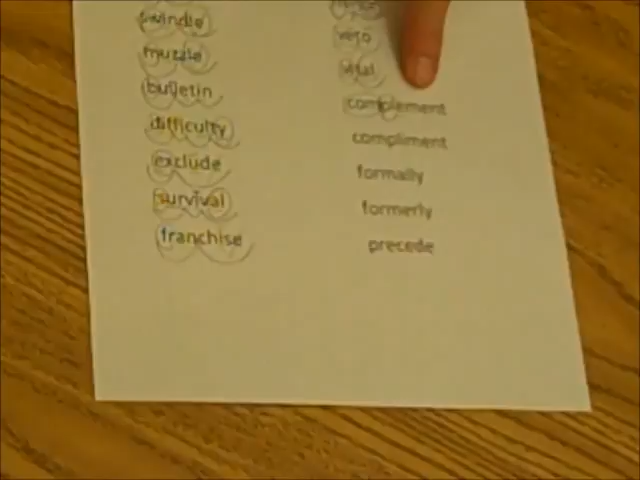 swindle
muzzle
bulletin
difficulty
exclude
survival
franchise
veto
vital
complement
compliment
formally
formerly
precede